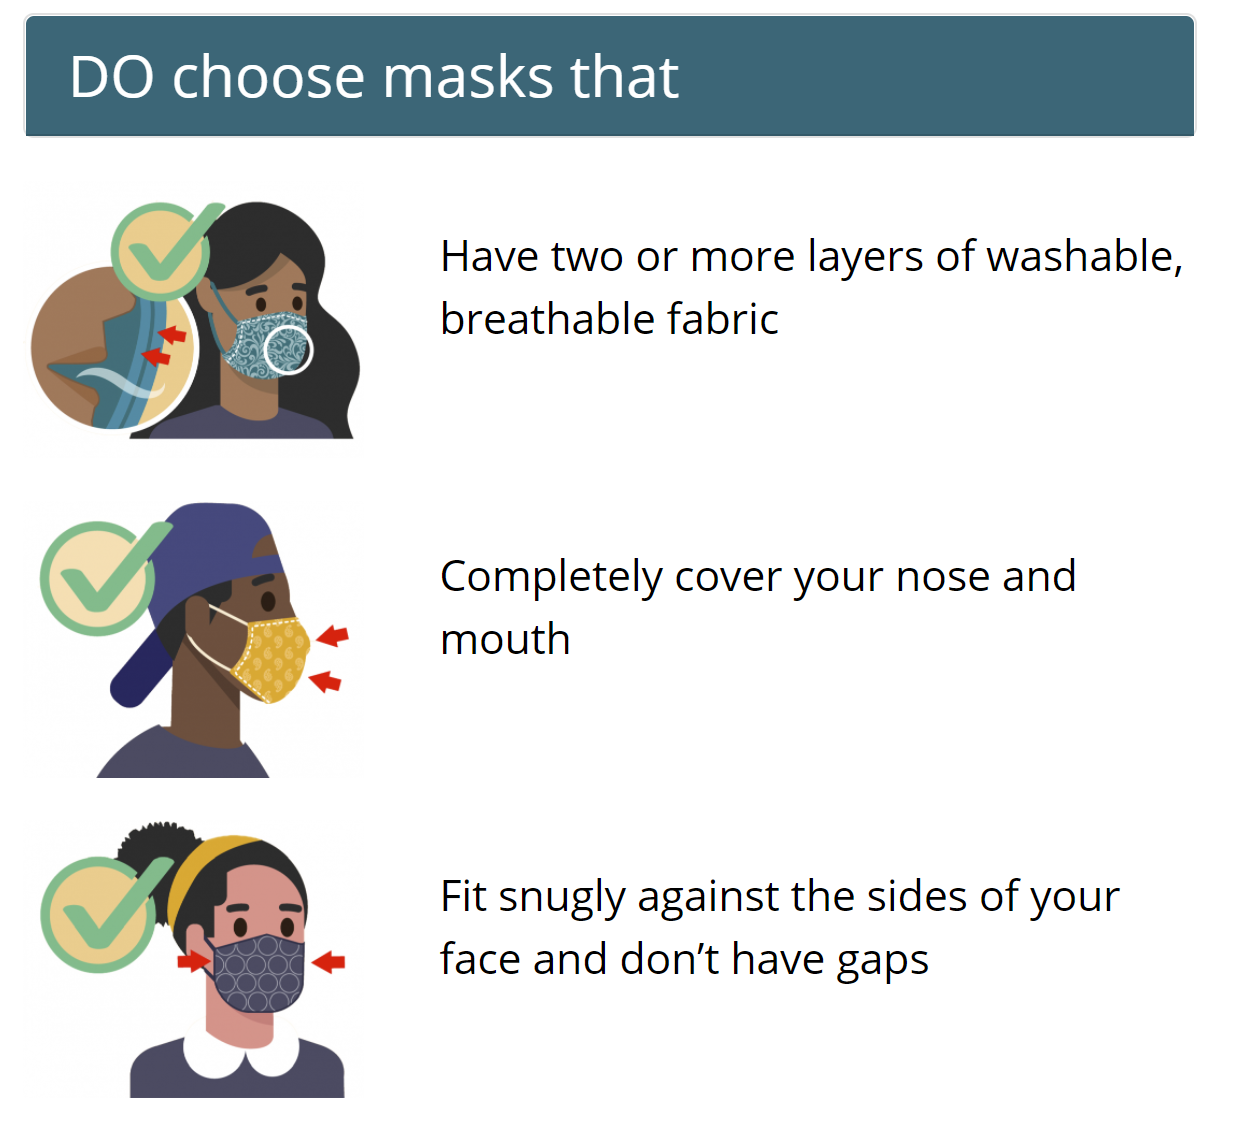 DO choose masks that
Have two or more layers of washable,
breathable fabric
Completely cover your nose and
mouth
Fit snugly against the sides of your
face and don’t have gaps